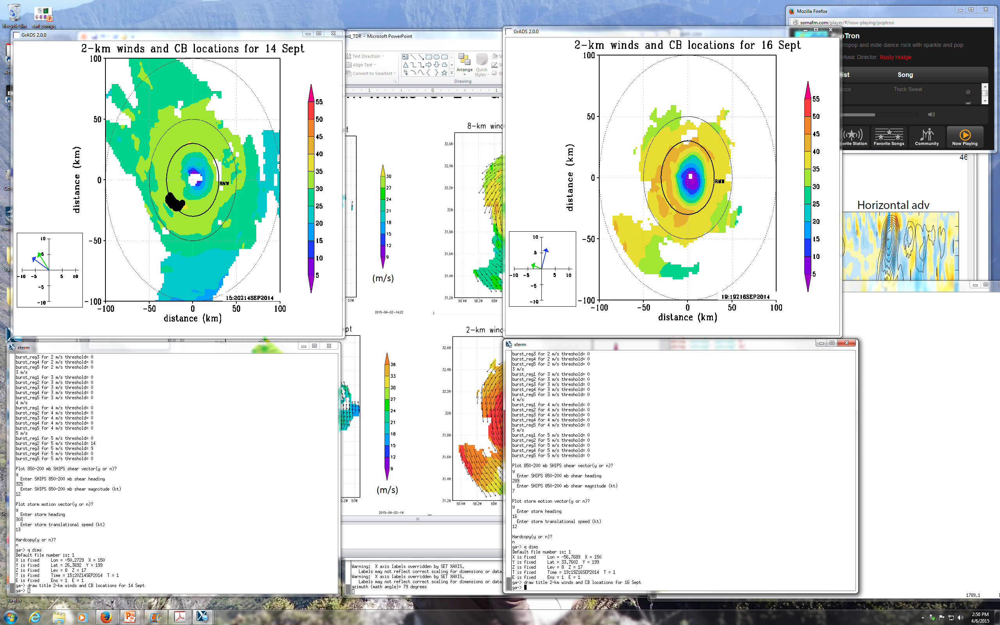 Recycle Bin
earl_comps
GrADS 2.0.0
2-km winds and CB locations for 14 Sept
100
50
0
-50
-100
distance (km)
RMW
15:20Z14SEP2014
-100 -50 0 50 100
distance (km)
55
50
45
40
35
30
25
20
15
10
5
10
5
-10 -5 5 10
-5
-10
ard_TDR - Microsoft PowerPoint
Text Direction
Align Text
Convert to SmartArt
Arrange
Quick
Styles
Drawing
1 0 1
8-km winc
32.6N
32.4N
32.2N
32N
31.8N
31.6N
31.4N
31.2N
58.4W 58.2W 58W
30
27
24
21
18
15
12
9
(m/s)
50W
2015-04-02-14:22
pt
2-km winc
32.6N
32.4N
32.2N
32N
31.8N
31.6N
31.4N
31.2N
58.4W 58.2W 58W
36
33
30
27
24
21
18
15
12
9
(m/s)
0.2W 50W
2015-04-02-14:
GrADS 2.0.0
2-km winds and CB locations for 16 Sept
100
50
0
-50
-100
distance (km)
RMW
19:19Z16SEP2014
-100 -50 0 50 100
distance (km)
55
50
45
40
35
30
25
20
15
10
5
10
5
-10 -5 5 10
-5
-10
Mozilla Firefox
somafm.com/player/#/now-playing/poptron
Tron
tropop and indie dance rock with sparkle and pop.
Music Director: Rusty Hodge
ist Song
cco Truck Sweat
orite Station
Favorite Songs
Community
Now Playing
46
Horizontal adv
xterm
burst_reg3 for 2 m/s threshold= 0
burst_reg4 for 2 m/s threshold= 0
burst_reg5 for 2 m/s threshold= 0
3 m/s
burst_reg1 for 3 m/s threshold= 0
burst_reg2 for 3 m/s threshold= 0
burst_reg3 for 3 m/s threshold= 0
burst_reg4 for 3 m/s threshold= 0
burst_reg5 for 3 m/s threshold= 0
4 m/s
burst_reg1 for 4 m/s threshold= 0
burst_reg2 for 4 m/s threshold= 0
burst_reg3 for 4 m/s threshold= 0
burst_reg4 for 4 m/s threshold= 0
burst_reg5 for 4 m/s threshold= 0
5 m/s
burst_reg1 for 5 m/s threshold= 0
burst_reg2 for 5 m/s threshold= 14
burst_reg3 for 5 m/s threshold= 9
burst_reg4 for 5 m/s threshold= 0
burst_reg5 for 5 m/s threshold= 0
Plot 850-200 mb SHIPS shear vector(y or n)?
y
Enter SHIPS 850-200 mb shear heading
325
Enter SHIPS 850-200 mb shear magnitude (kt)
12
Plot storm motion vector(y or n)?
y
Enter storm heading
303
Enter storm translational speed (kt)
13
Hardcopy(y or n)?
n
ga-> q dims
Default file number is: 1
X is fixed Lon = -50.2729 X = 150
Y is fixed Lat = 26.3692 Y = 199
Z is fixed Lev = 8 Z = 17
T is fixed Time = 15:20Z14SEP2014 T = 1
E is fixed Ens = 1 E = 1
ga-> draw title 2-km winds and CB locations for 14 Sept
ga->
Warning: X axis labels overridden by SET XAXIS.
Labels may not reflect correct scaling for dimensions or data.
Warning: X axis labels overridden by SET XAXIS.
Labels may not reflect correct scaling for dimensions or data.
azimuth (math angle)= 79 degrees
xterm
burst_reg3 for 2 m/s threshold= 0
burst_reg4 for 2 m/s threshold= 0
burst_reg5 for 2 m/s threshold= 0
3 m/s
burst_reg1 for 3 m/s threshold= 0
burst_reg2 for 3 m/s threshold= 0
burst_reg3 for 3 m/s threshold= 0
burst_reg4 for 3 m/s threshold= 0
burst_reg5 for 3 m/s threshold= 0
4 m/s
burst_reg1 for 4 m/s threshold= 0
burst_reg2 for 4 m/s threshold= 0
burst_reg3 for 4 m/s threshold= 0
burst_reg4 for 4 m/s threshold= 0
burst_reg5 for 4 m/s threshold= 0
5 m/s
burst_reg1 for 5 m/s threshold= 0
burst_reg2 for 5 m/s threshold= 0
burst_reg3 for 5 m/s threshold= 0
burst_reg4 for 5 m/s threshold= 0
burst_reg5 for 5 m/s threshold= 0
Plot 850-200 mb SHIPS shear vector(y or n)?
y
Enter SHIPS 850-200 mb shear heading
289
Enter SHIPS 850-200 mb shear magnitude (kt)
7
Plot storm motion vector(y or n)?
y
Enter storm heading
16
Enter storm translational speed (kt)
12
Hardcopy(y or n)?
n
ga-> q dims
Default file number is: 1
X is fixed Lon = -56.7689 X = 150
Y is fixed Lat = 33.7602 Y = 199
Z is fixed Lev = 8 Z = 17
T is fixed Time = 19:19Z16SEP2014 T = 1
E is fixed Ens = 1 E = 1
ga-> draw title 2-km winds and CB locations for 16 Sept
ga->
1789,1
Firefox
2:50 PM
4/6/2015